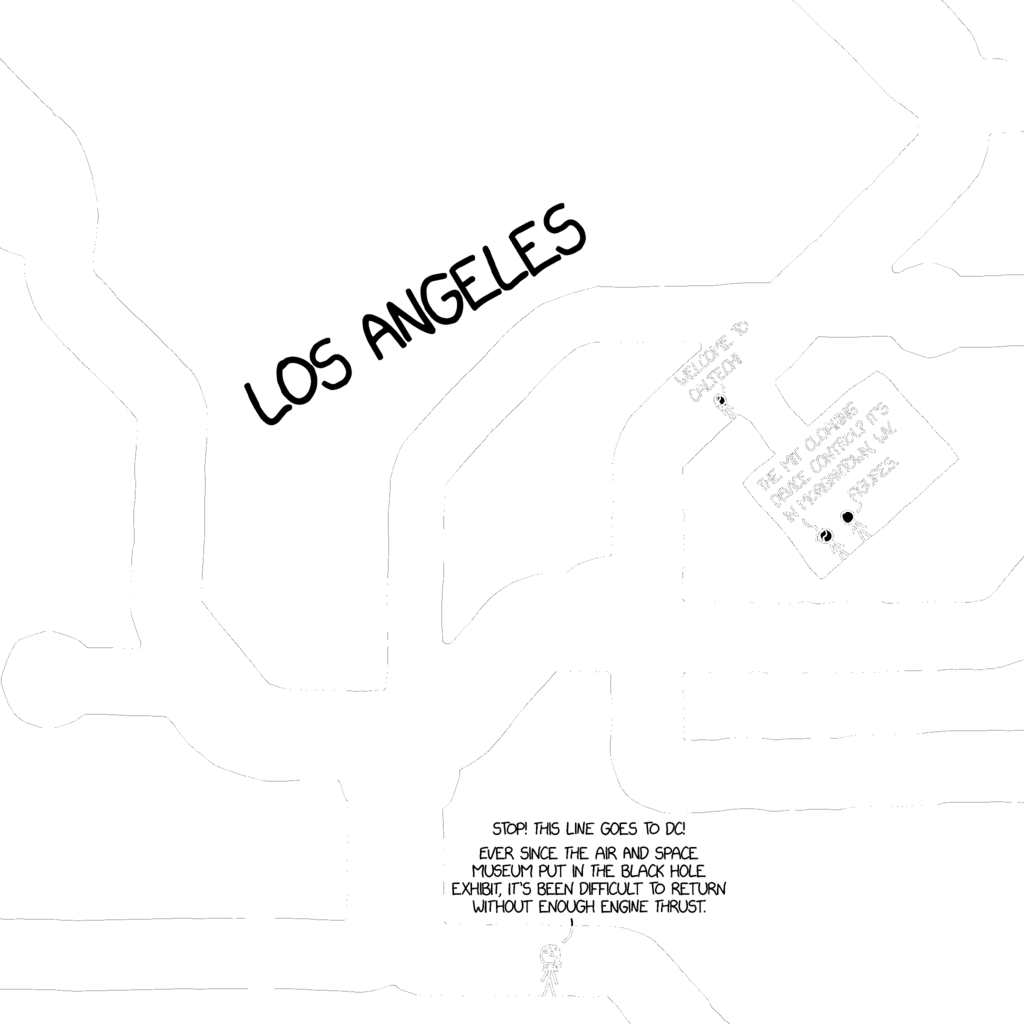 LOS ANGELES
WELCOME TO
CALTECH!
THE MIT CLOAKING
DEVICE CONTROL? IT'S
IN MORGANTOWN, WV.
FIGURES.
STOP! THIS LINE GOES TO DC!
EVER SINCE THE AIR AND SPACE
MUSEUM PUT IN THE BLACK HOLE
EXHIBIT, IT'S BEEN DIFFICULT TO RETURN
WITHOUT ENOUGH ENGINE THRUST.